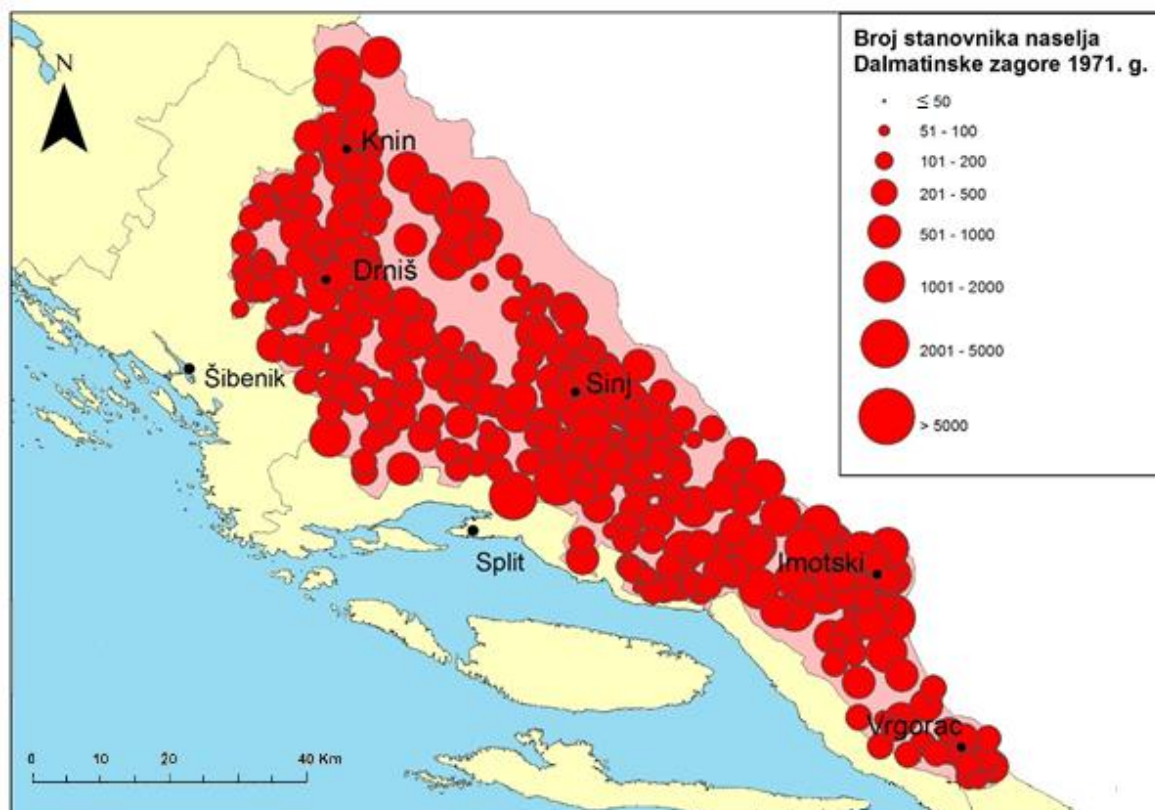 Broj stanovnika naselja
Dalmatinske zagore 1971. g.
≤ 50
51 - 100
101 - 200
201 - 500
501 - 1000
1001 - 2000
2001 - 5000
> 5000
N
Knin
Drniš
Šibenik
Sinj
Split
Imotski
Vrgorac
0 20 40 Km